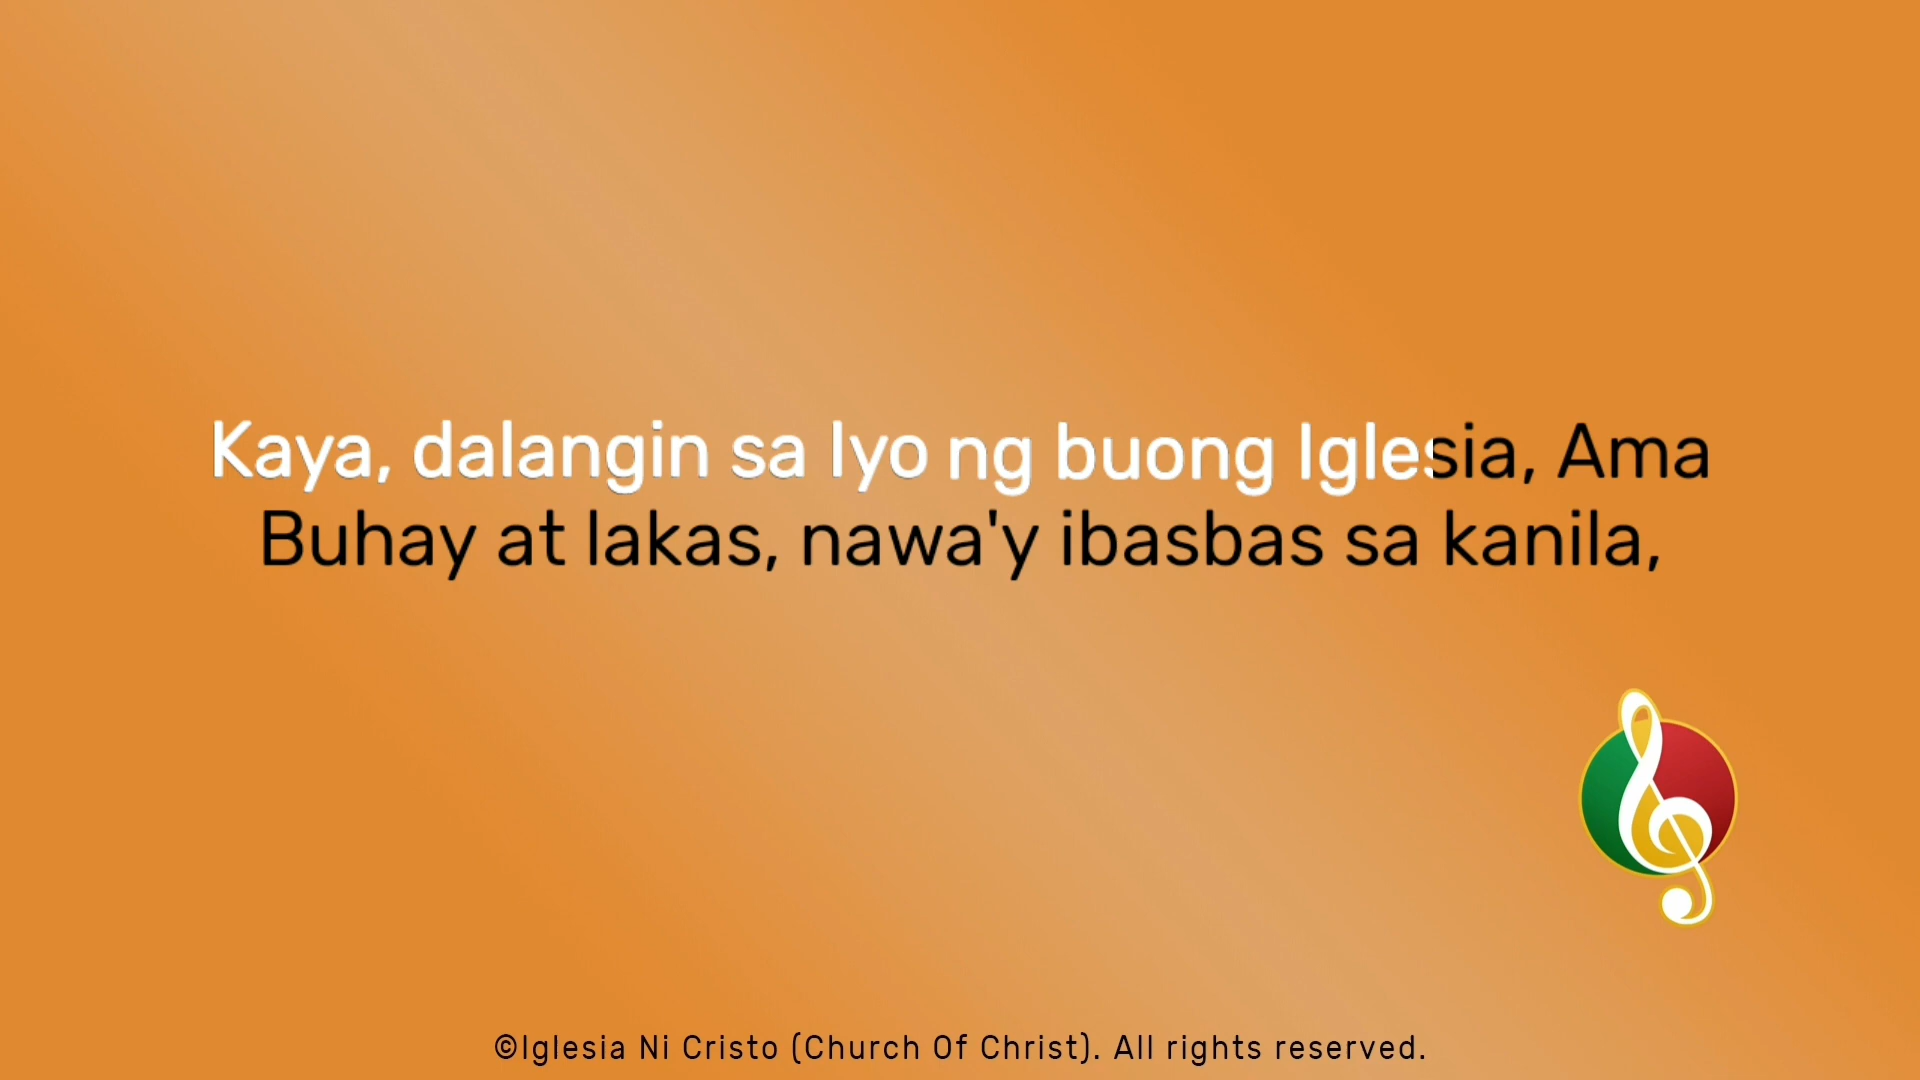 Kaya, dalangin sa Iyo ng buong Iglesia, Ama
Buhay at lakas, nawa'y ibasbas sa kanila,
©Iglesia Ni Cristo (Church Of Christ). All rights reserved.